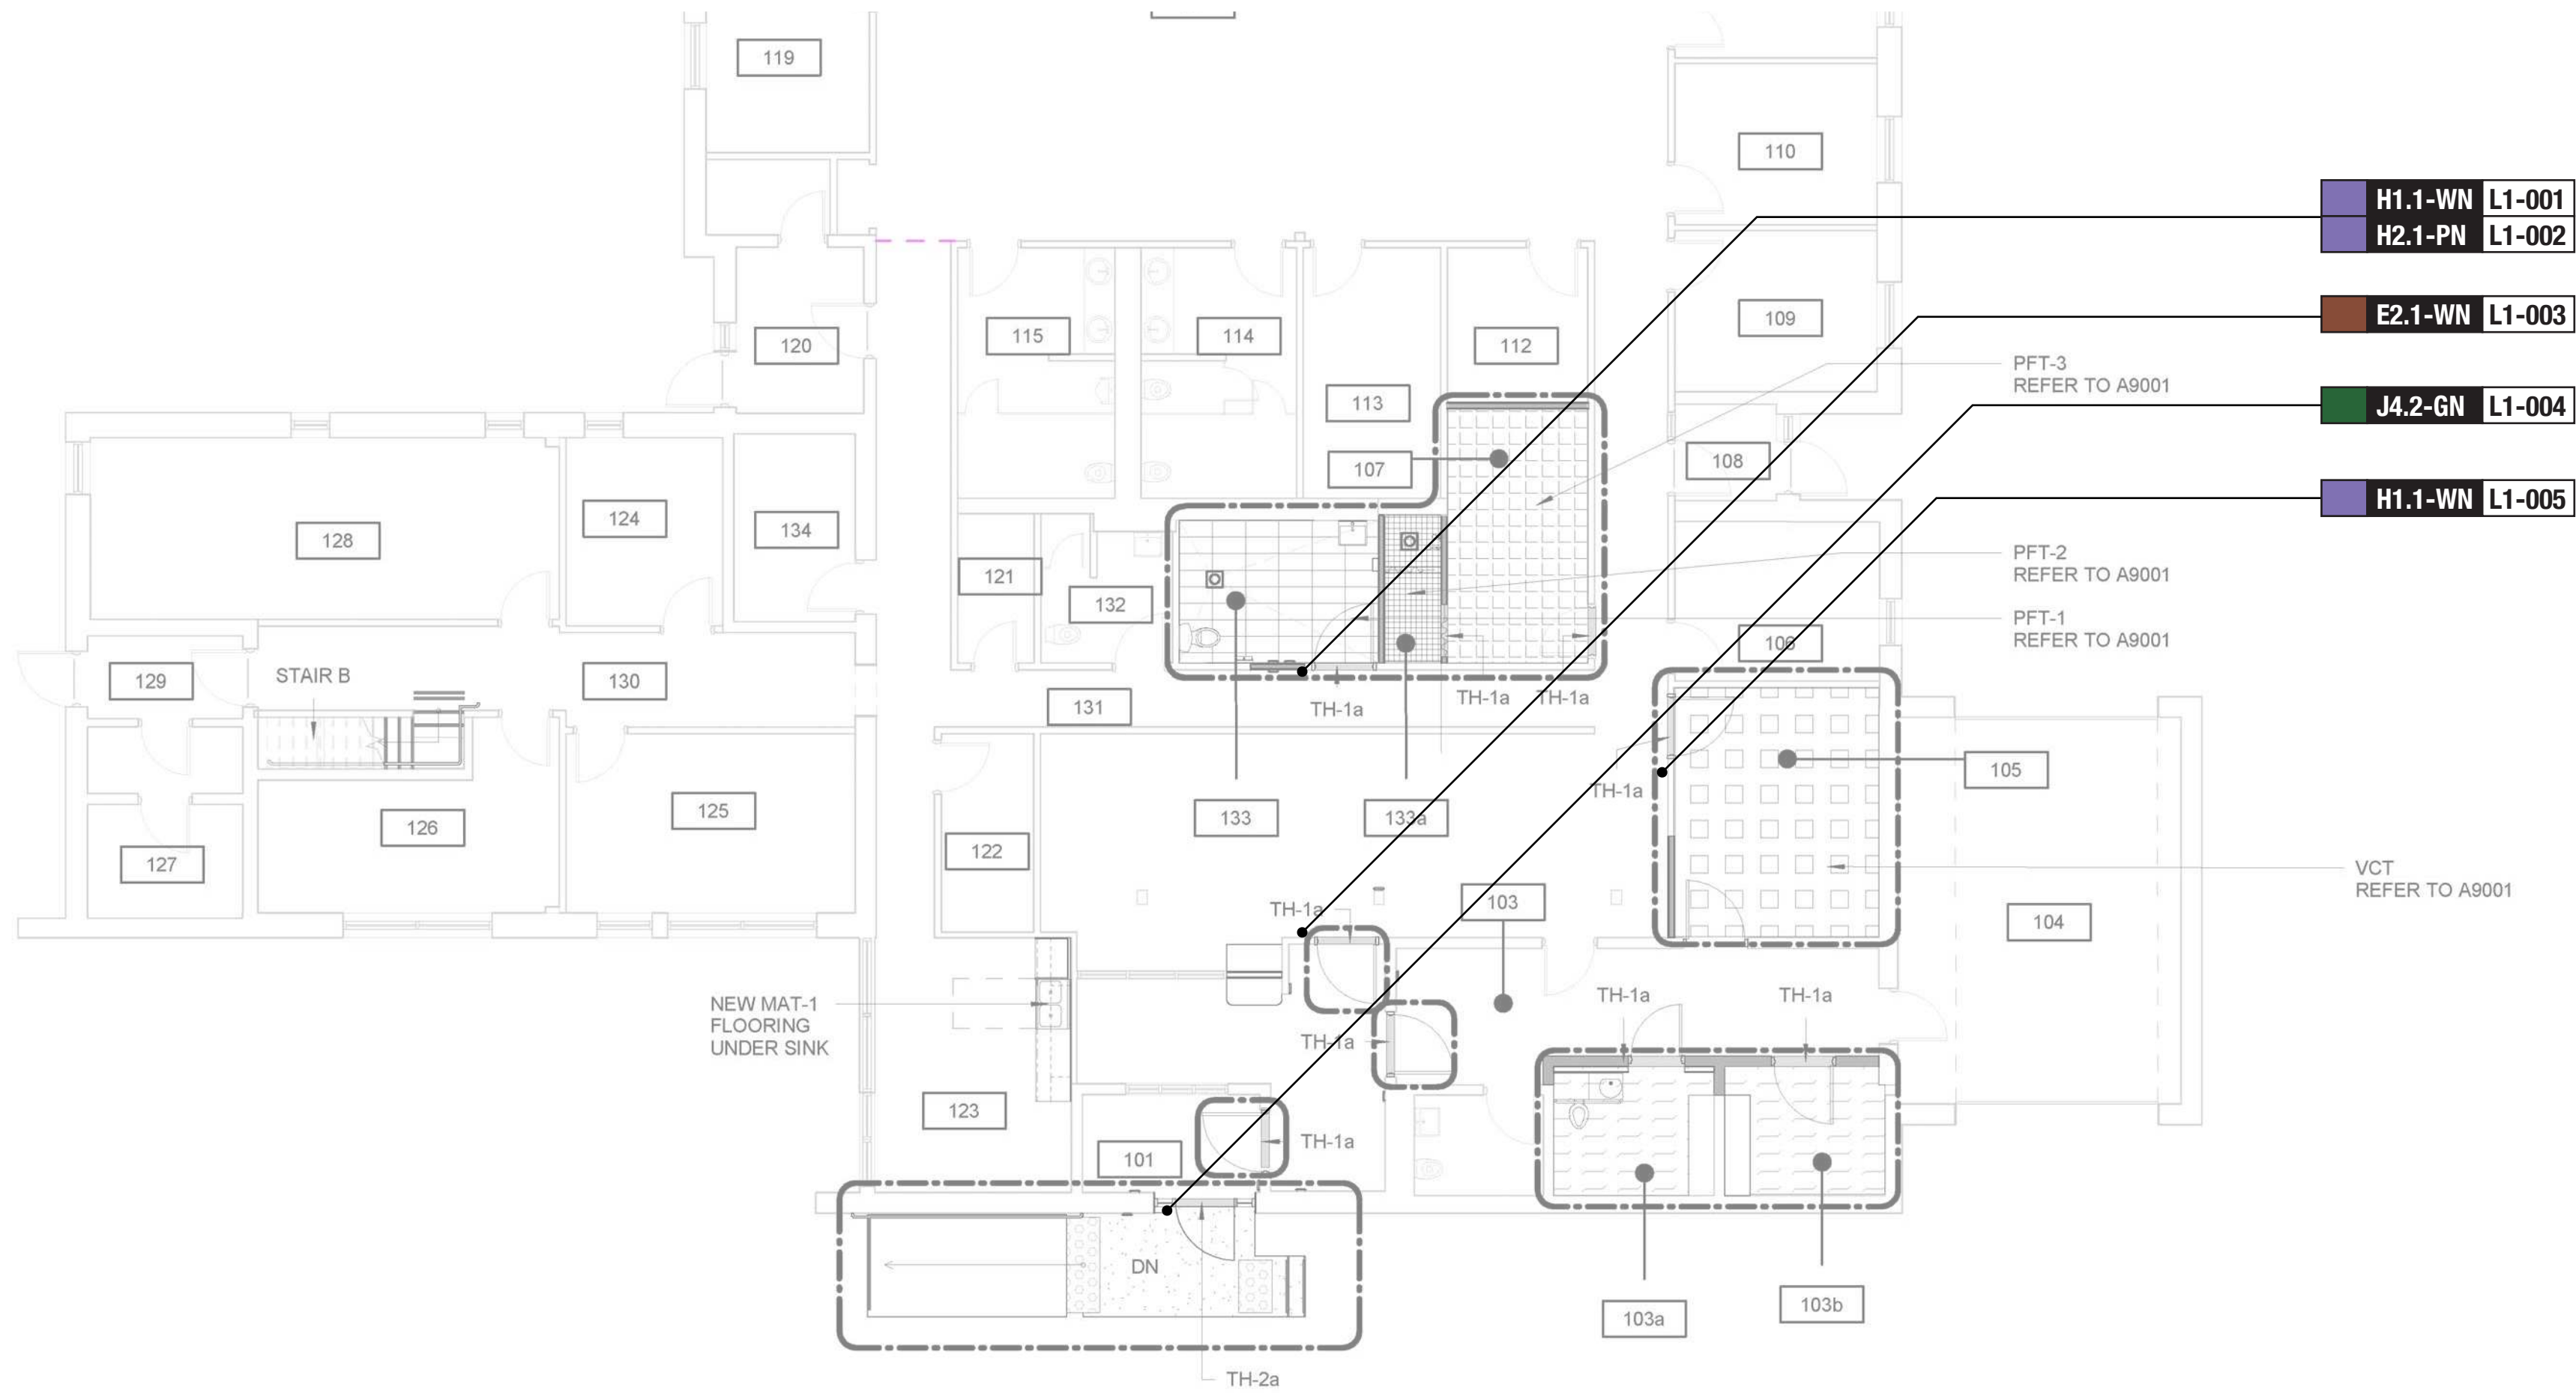 119
110
H1.1-WN L1-001
H2.1-PN L1-002
109
E2.1-WN L1-003
120
115
114
112
PFT-3
REFER TO A9001
J4.2-GN L1-004
113
108
107
H1.1-WN L1-005
128
124
134
PFT-2
REFER TO A9001
121
132
PFT-1
REFER TO A9001
106
129
STAIR B
130
131
TH-1a
TH-1a
TH-1a
105
TH-1a
125
133
133a
126
127
122
VCT
REFER TO A9001
TH-1a
103
104
NEW MAT-1
FLOORING
UNDER SINK
TH-1a
TH-1a
TH-1a
123
101
TH-1a
DN
103a
103b
TH-2a